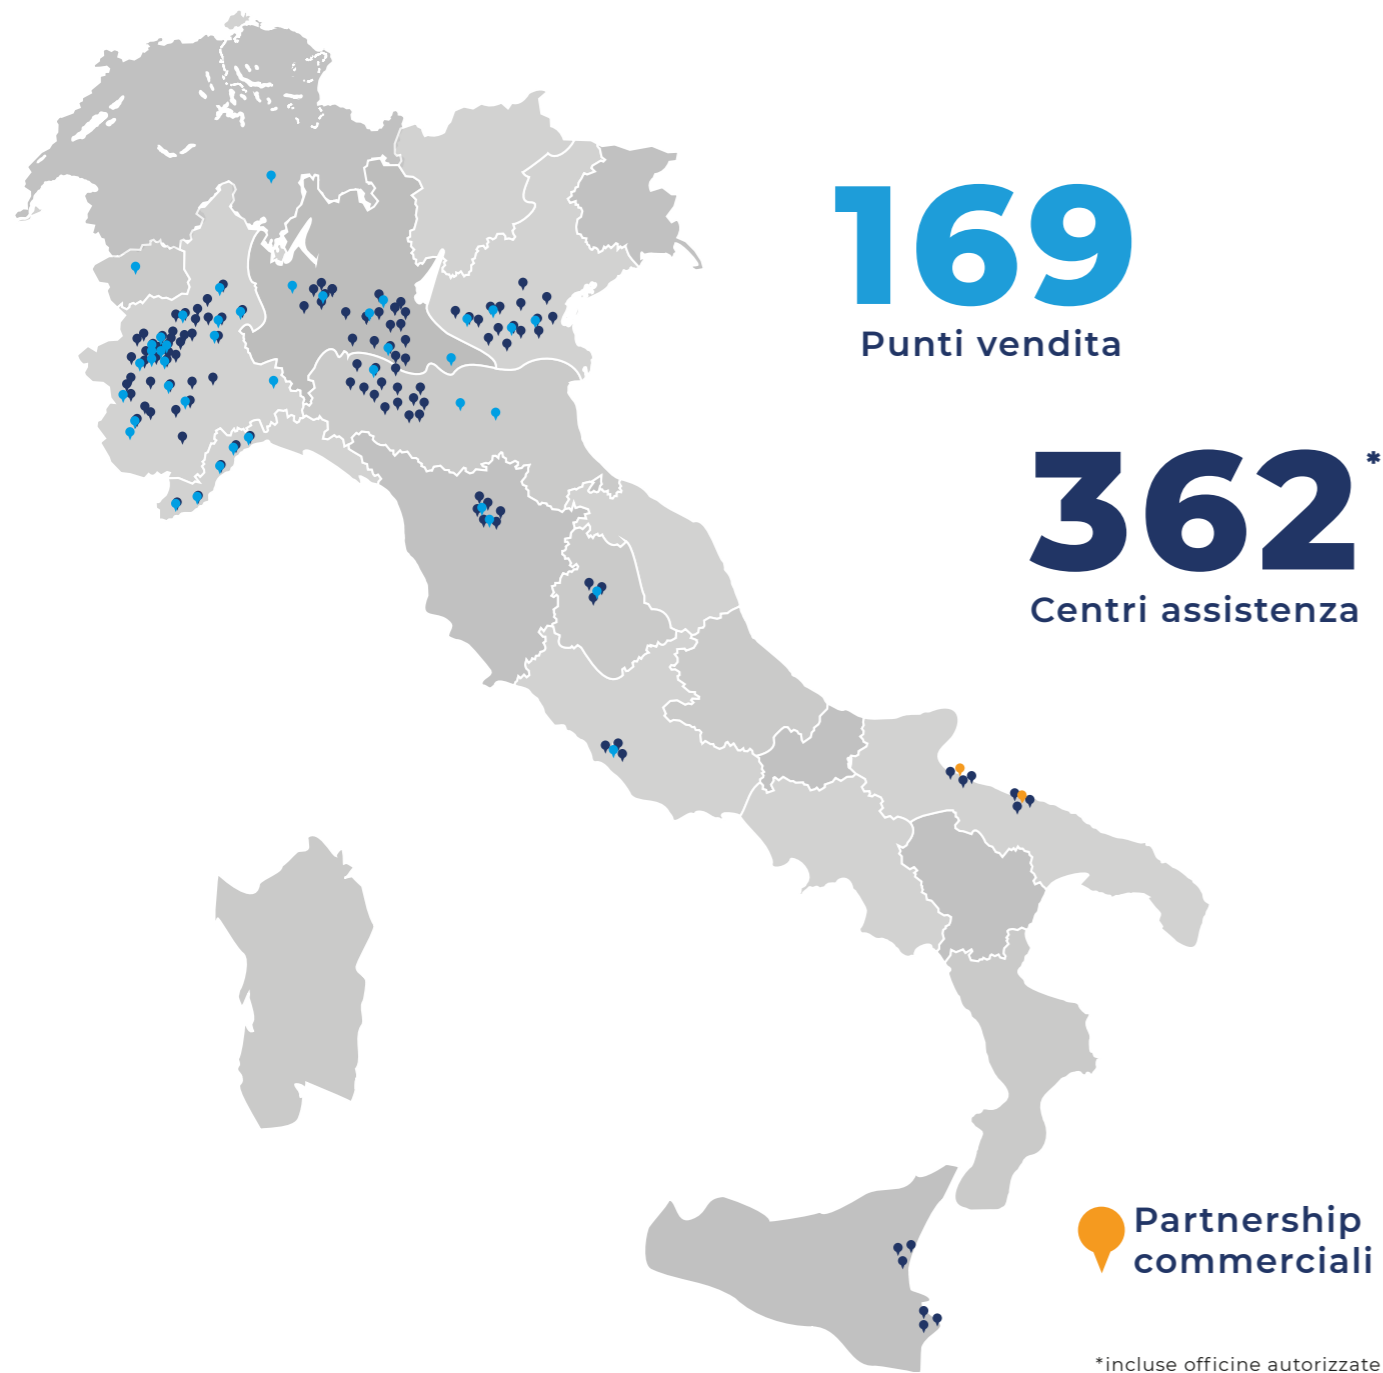 169
Punti vendita
362*
Centri assistenza
Partnership
commerciali
*incluse officine autorizzate